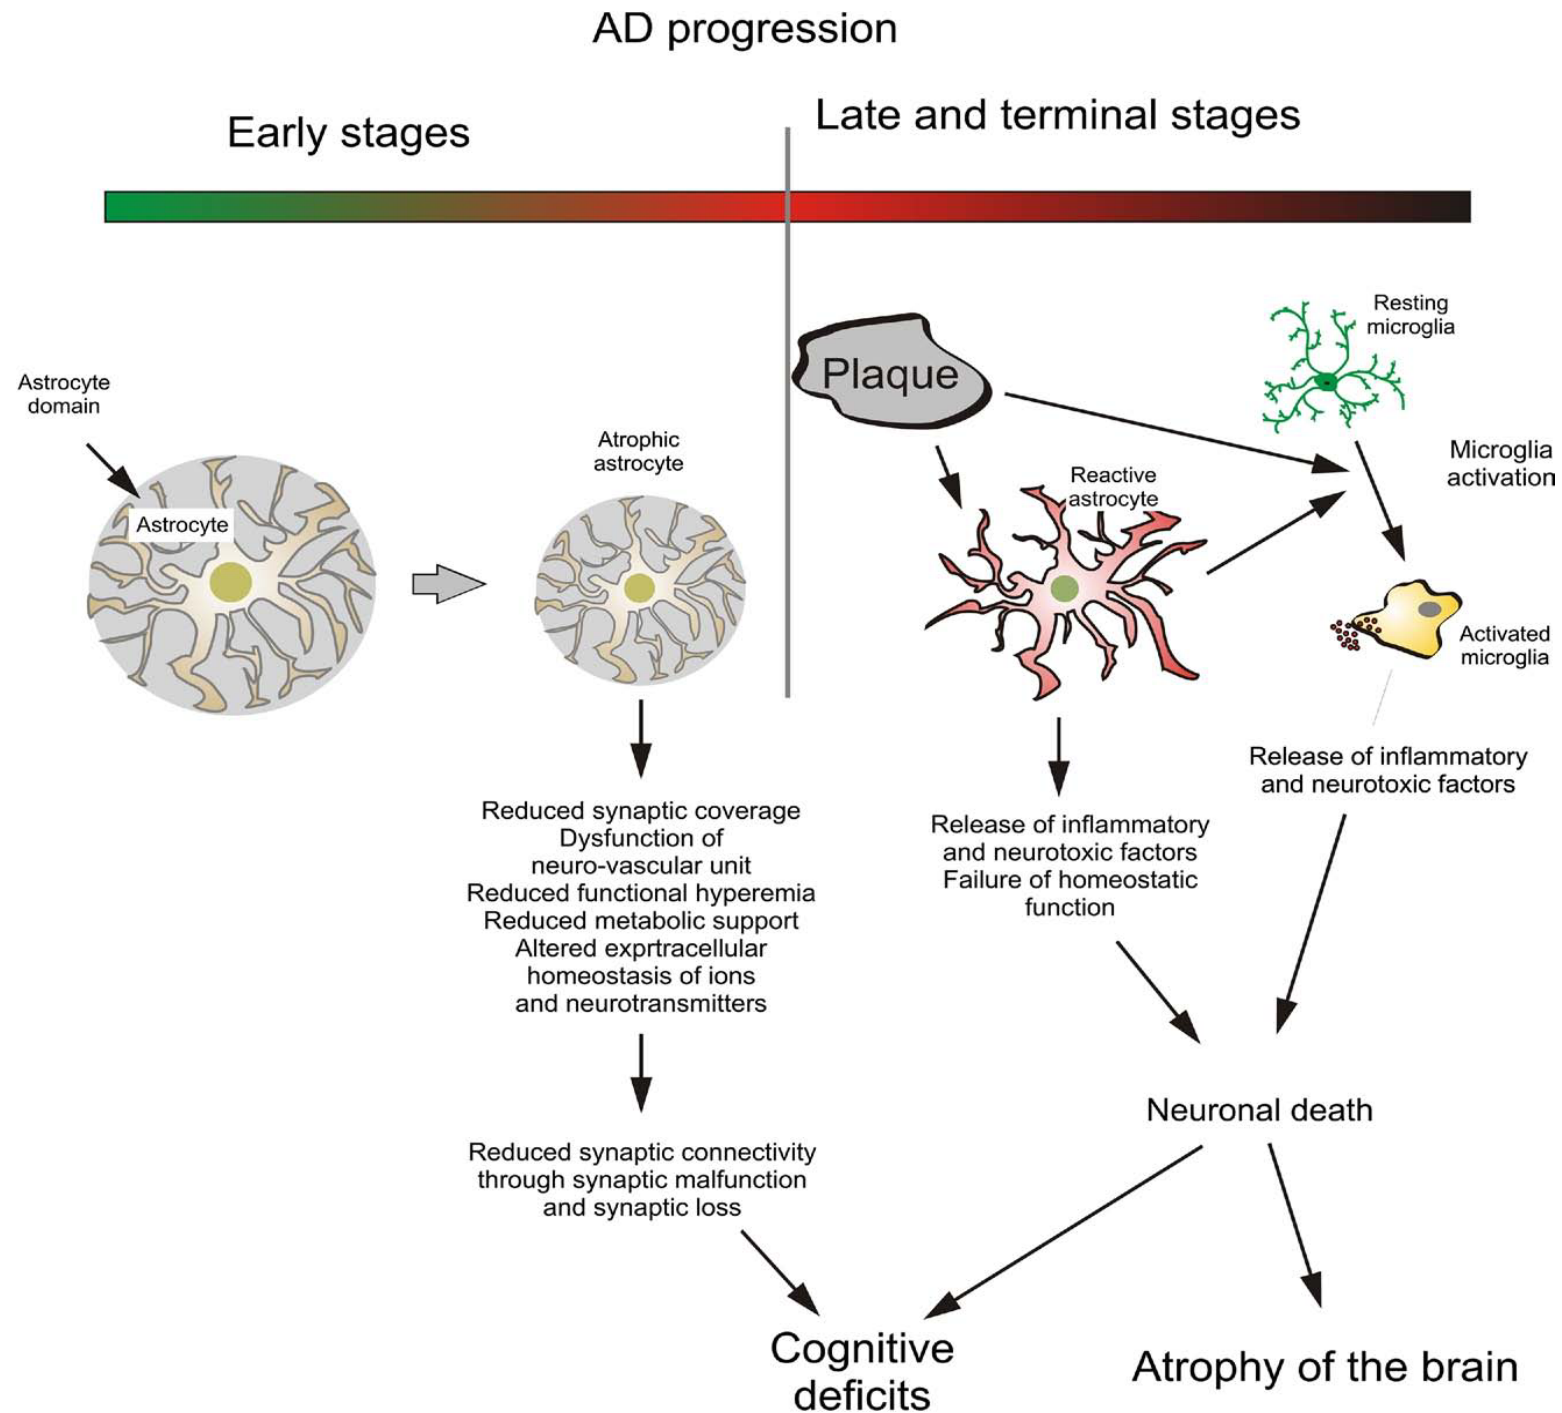 AD progression
Early stages
Late and terminal stages
Astrocyte
domain
Astrocyte
Atrophic
astrocyte
Plaque
Resting
microglia
Microglia
activation
Reactive
astrocyte
Activated
microglia
Reduced synaptic coverage
Dysfunction of
neuro-vascular unit
Reduced functional hyperemia
Reduced metabolic support
Altered exprtracellular
homeostasis of ions
and neurotransmitters
Reduced synaptic connectivity
through synaptic malfunction
and synaptic loss
Release of inflammatory
and neurotoxic factors
Failure of homeostatic
function
Release of inflammatory
and neurotoxic factors
Neuronal death
Cognitive
deficits
Atrophy of the brain